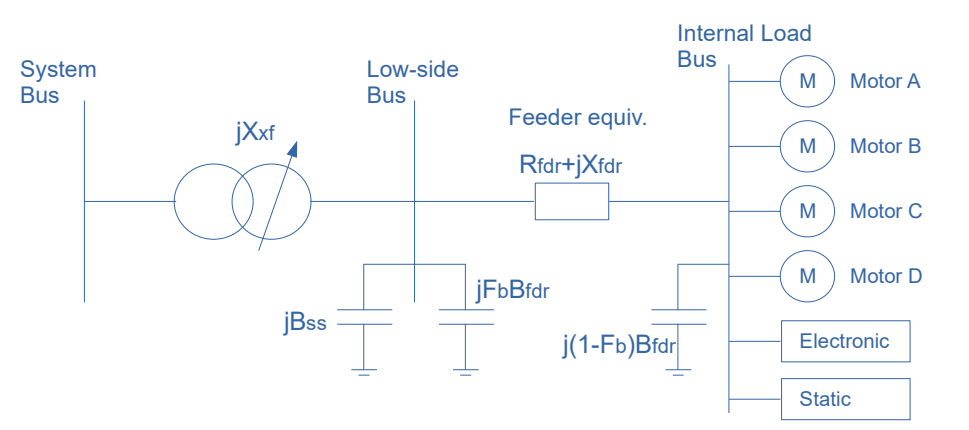 System
Bus
jXxf
Low-side
Bus
Feeder equiv.
Rfdr+jXfdr
Internal Load
Bus
M
Motor A
M
Motor B
M
Motor C
M
Motor D
jBss
jFbBfdr
j(1-Fb)Bfdr
Electronic
Static